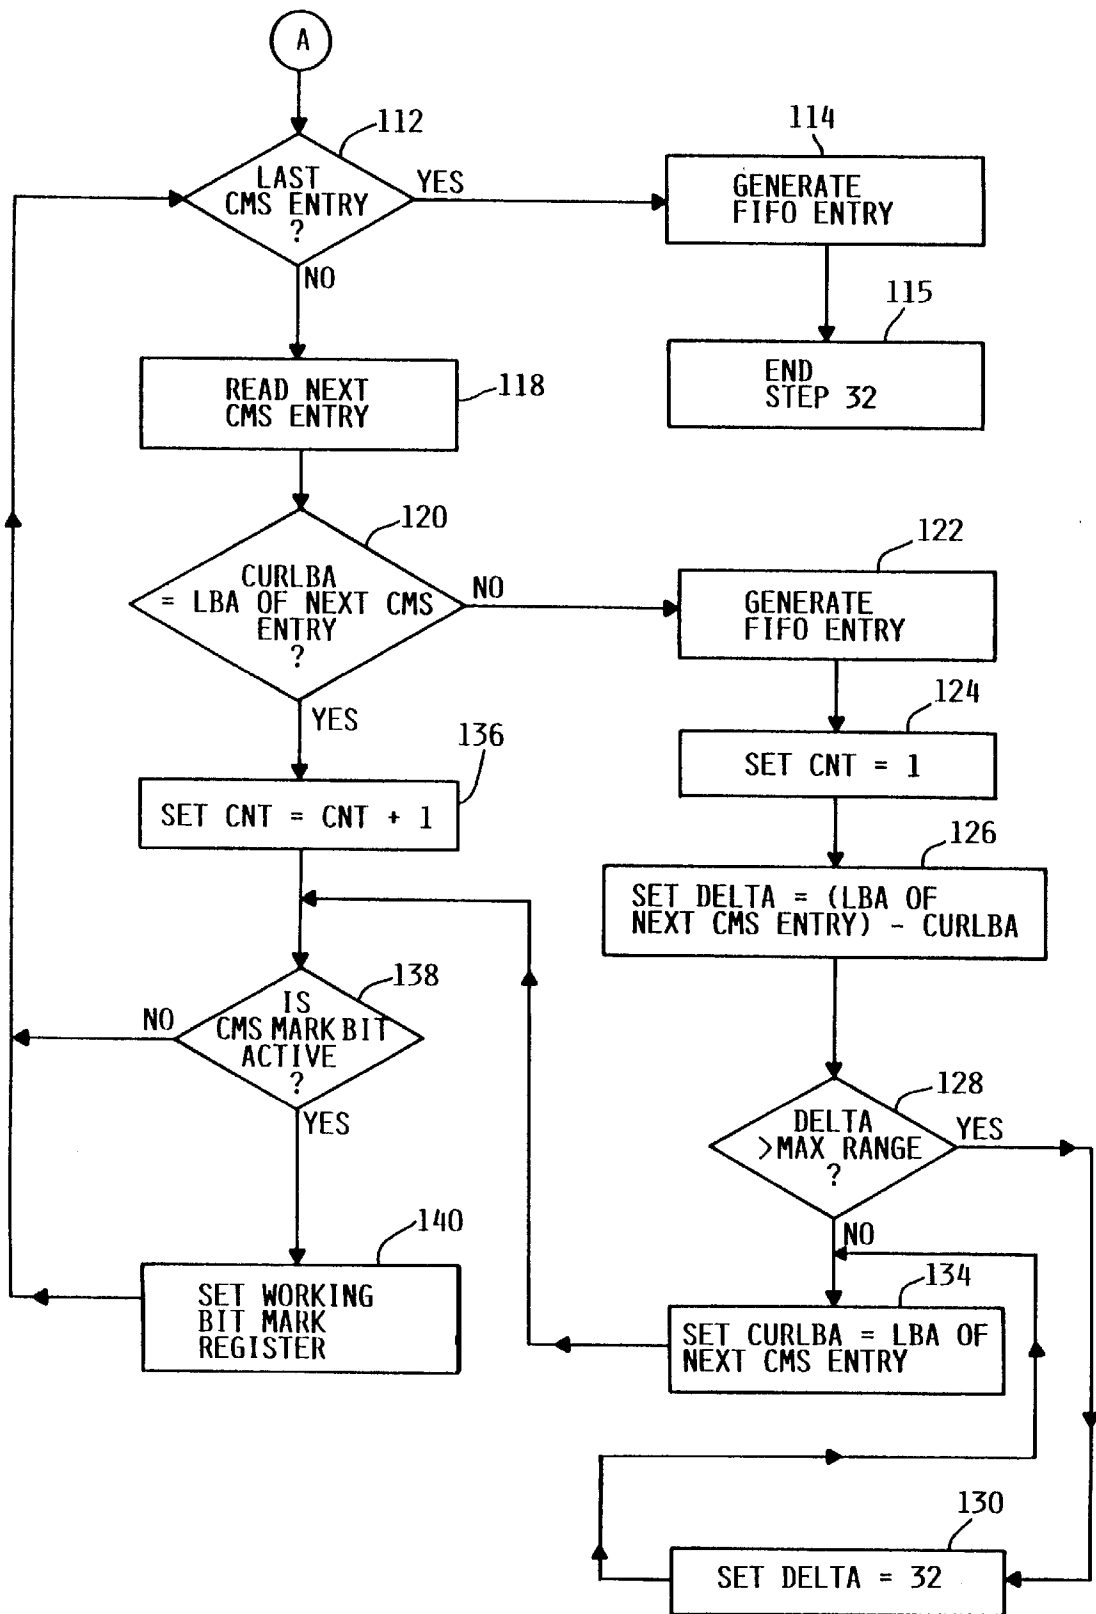 A
112
LAST
CMS ENTRY
?
YES
NO
114
GENERATE
FIFO ENTRY
115
END
STEP 32
READ NEXT
CMS ENTRY
118
120
CURLBA
= LBA OF NEXT CMS
ENTRY
?
NO
YES
122
GENERATE
FIFO ENTRY
124
SET CNT = 1
136
SET CNT = CNT + 1
126
SET DELTA = (LBA OF
NEXT CMS ENTRY) - CURLBA
138
IS
CMS MARK BIT
ACTIVE
?
NO
YES
128
DELTA
>MAX RANGE
?
YES
NO
140
SET WORKING
BIT MARK
REGISTER
134
SET CURLBA = LBA OF
NEXT CMS ENTRY
130
SET DELTA = 32